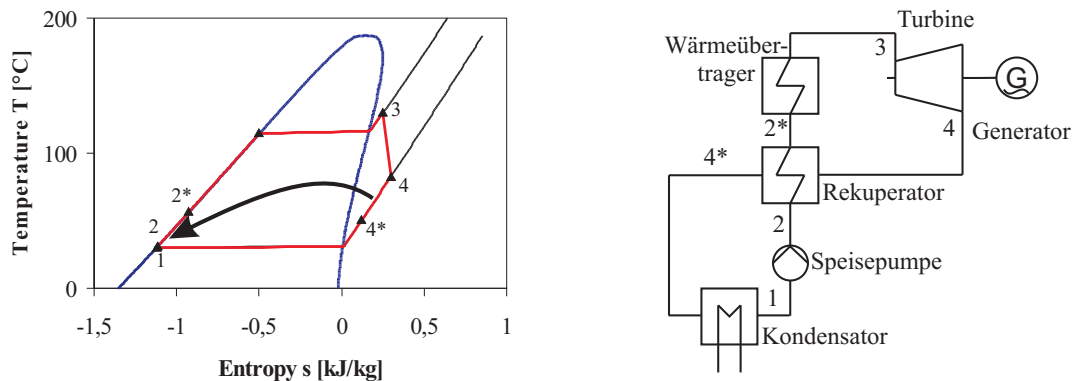 200
100
0
-1,5
-1
-0,5
0
0,5
1
Temperature T [°C]
Entropy s [kJ/kg]
3
4
4*
2*
2
1
Turbine
Wärmeüber-
trager
3
G
2*
4
Generator
4*
Rekuperator
2
Speisepumpe
1
Kondensator